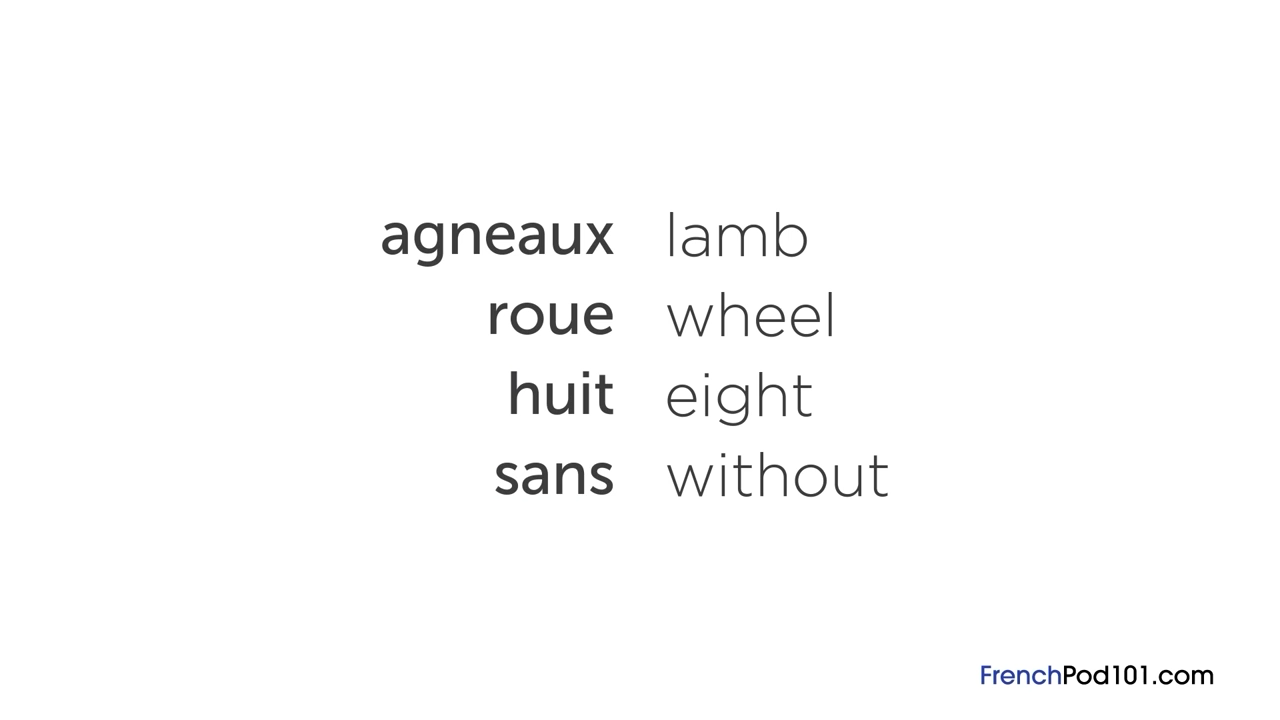 agneaux lamb
roue wheel
huit eight
sans without
FrenchPod101.com